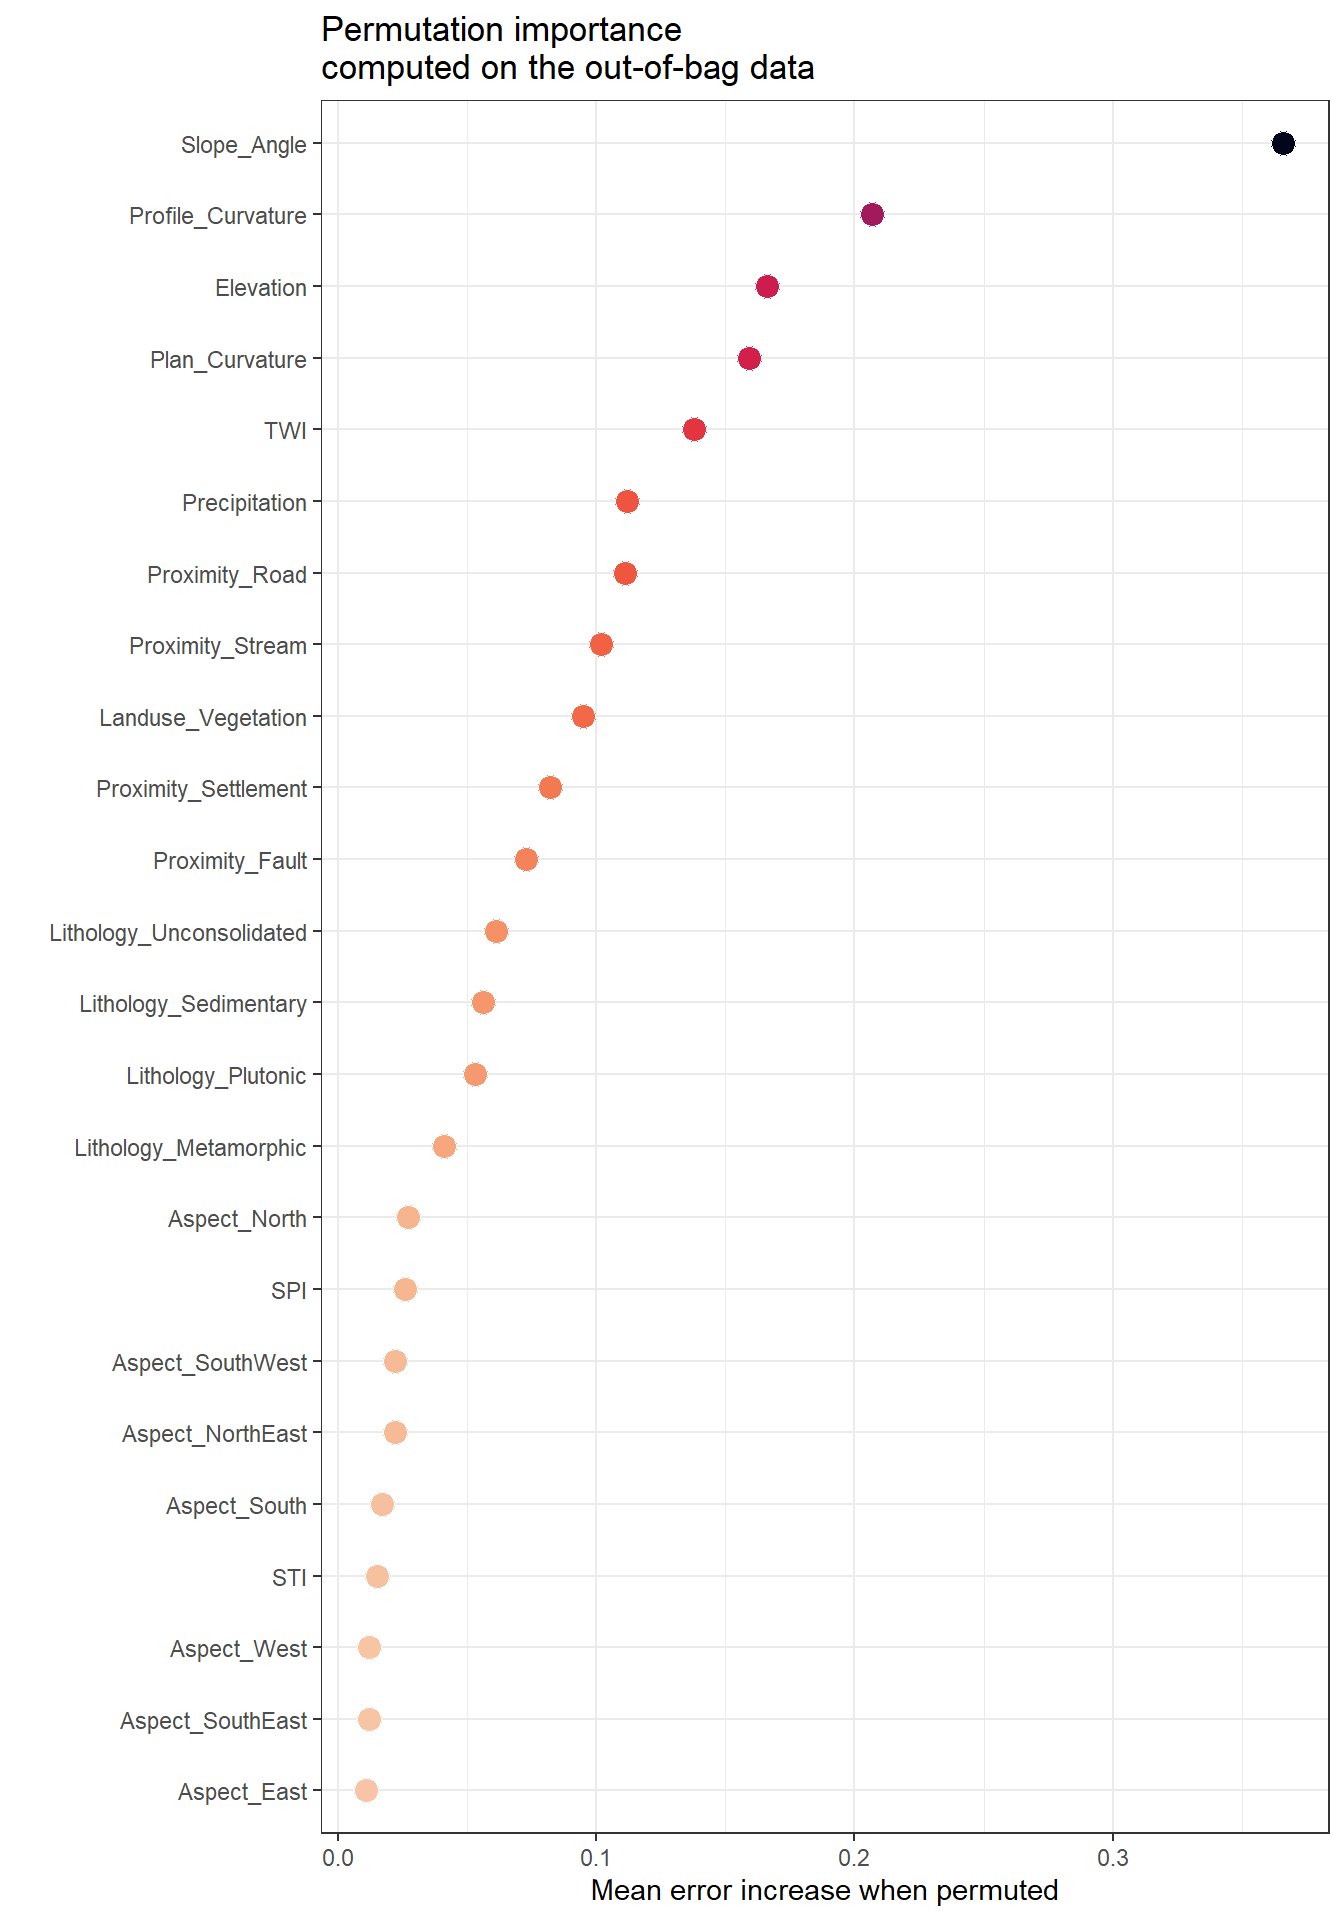 Permutation importance
computed on the out-of-bag data
Slope_Angle
Profile_Curvature
Elevation
Plan_Curvature
TWI
Precipitation
Proximity_Road
Proximity_Stream
Landuse_Vegetation
Proximity_Settlement
Proximity_Fault
Lithology_Unconsolidated
Lithology_Sedimentary
Lithology_Plutonic
Lithology_Metamorphic
Aspect_North
SPI
Aspect_SouthWest
Aspect_NorthEast
Aspect_South
STI
Aspect_West
Aspect_SouthEast
Aspect_East
0.0 0.1 0.2 0.3
Mean error increase when permuted